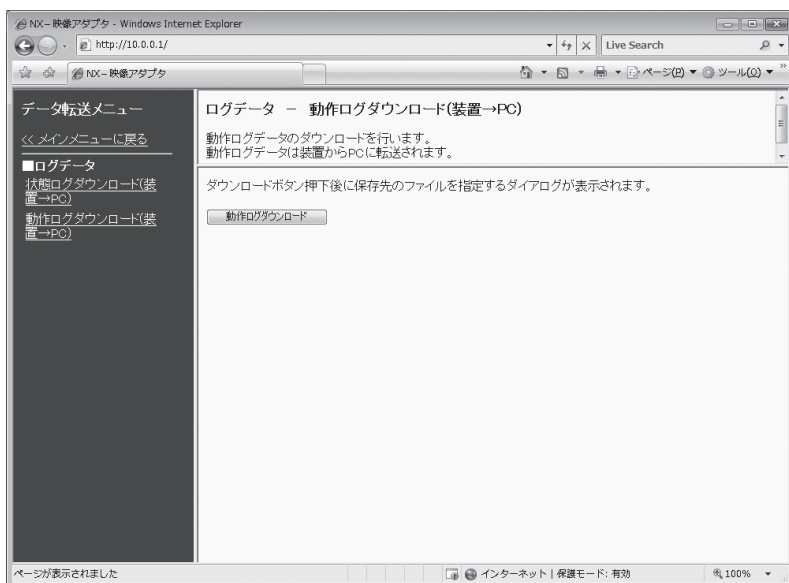 NX－映像アダプタ - Windows Internet Explorer
http://10.0.0.1/
Live Search
NX－映像アダプタ
ページ(P)
ツール(O)
データ転送メニュー
<< メインメニューに戻る
■ログデータ
状態ログダウンロード(装
置→PC)
動作ログダウンロード(装
置→PC)
ログデータ － 動作ログダウンロード(装置→PC)
動作ログデータのダウンロードを行います。
動作ログデータは装置からPCに転送されます。
ダウンロードボタン押下後に保存先のファイルを指定するダイアログが表示されます。
動作ログダウンロード
ページが表示されました
インターネット | 保護モード: 有効
100%